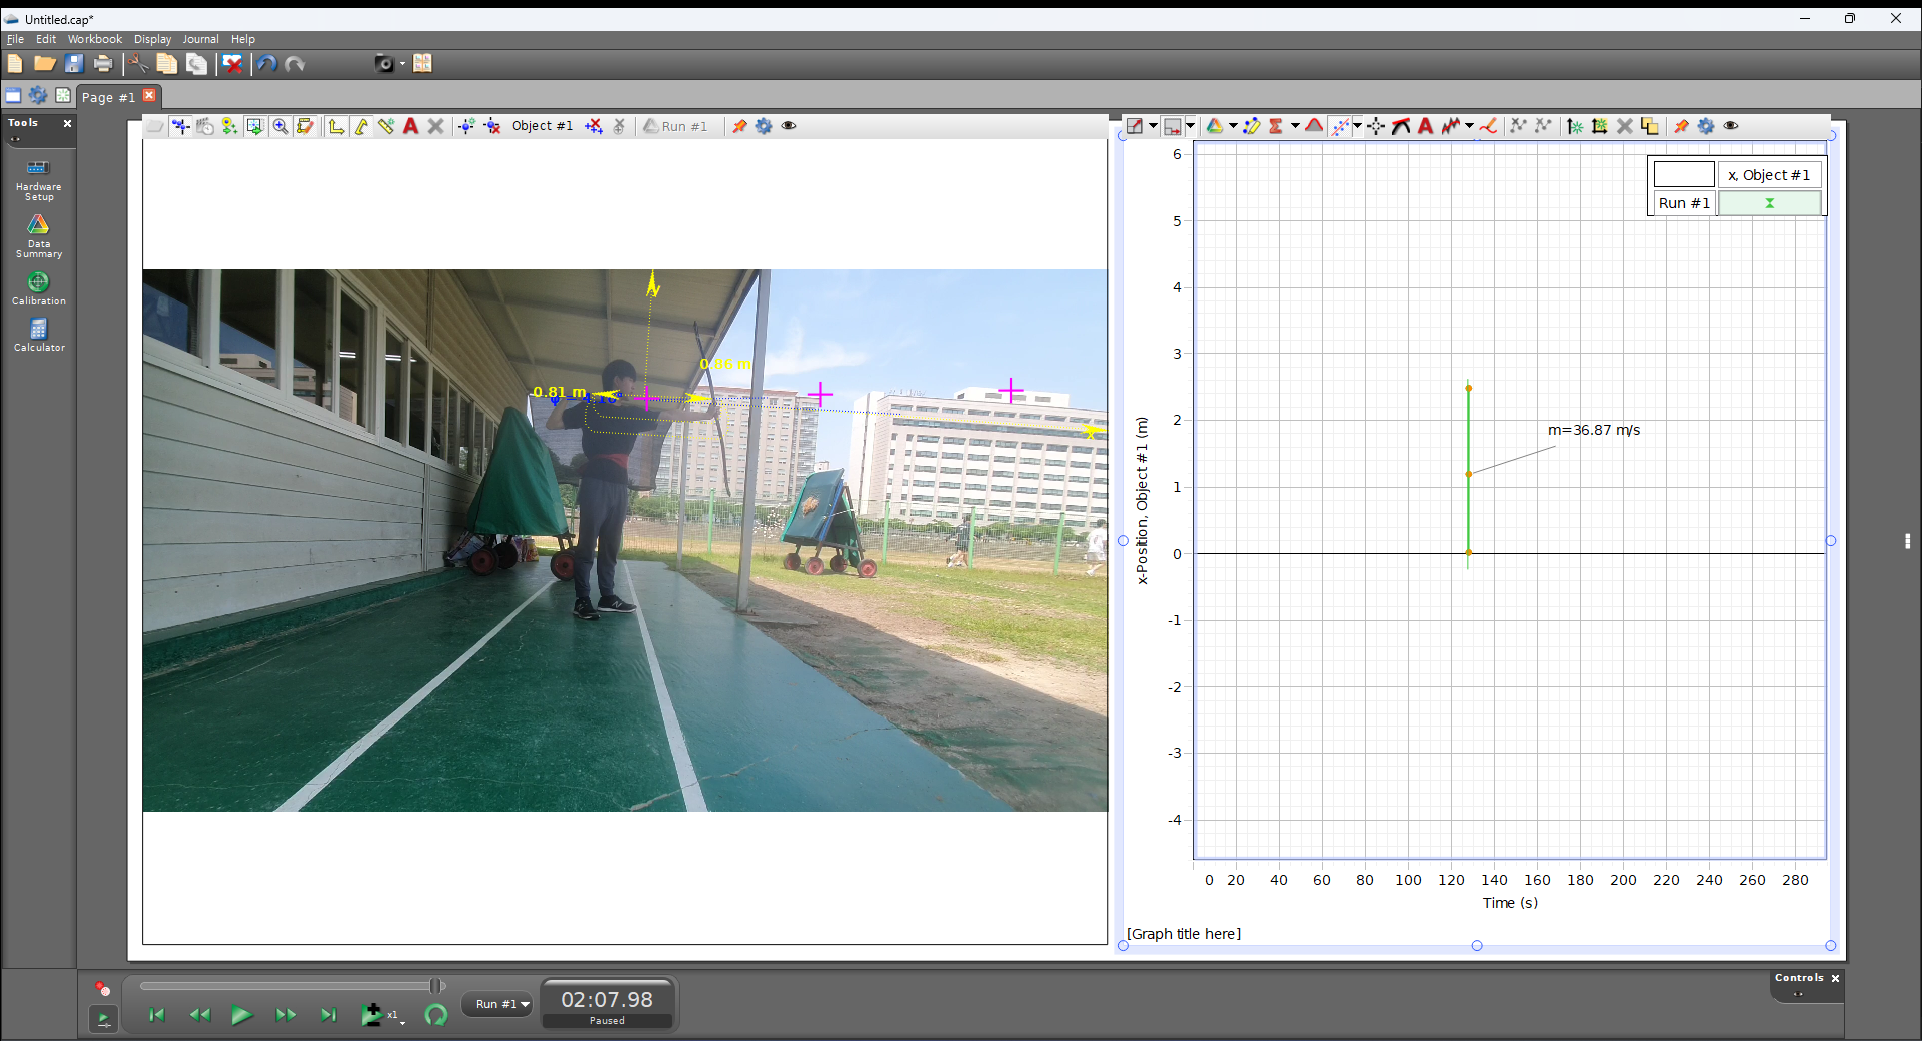 Untitled.cap*
File Edit Workbook Display Journal Help
Page #1
Tools
Hardware
Setup
Data
Summary
Calibration
Calculator
Object #1
Run #1
0.86 m
0.81 m
y
x
x, Object #1
Run #1
6
5
4
3
2
1
0
-1
-2
-3
-4
x-Position, Object #1 (m)
m=36.87 m/s
0 20 40 60 80 100 120 140 160 180 200 220 240 260 280
Time (s)
[Graph title here]
x1
Run #1
02:07.98
Paused
Controls